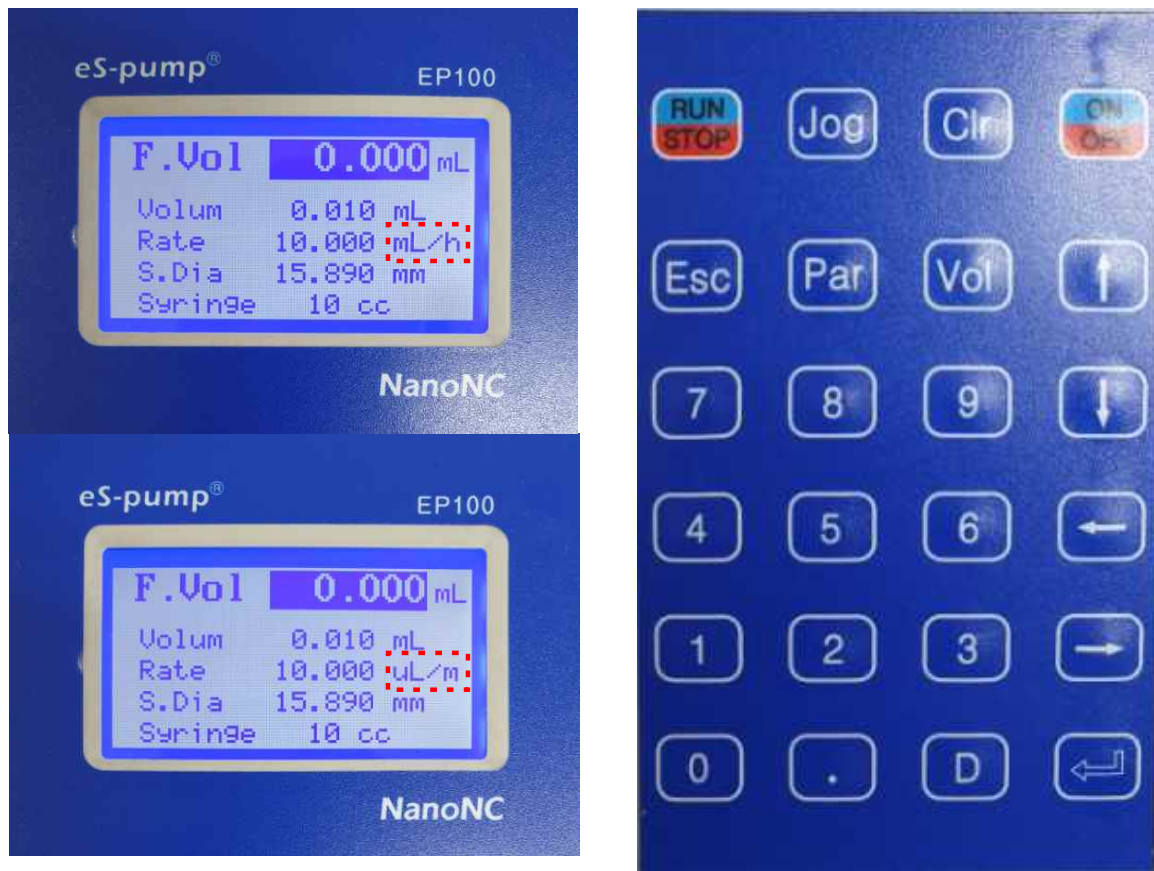 eS-pump®
EP100
F.Vol 0.000 mL
Volum 0.010 mL
Rate 10.000 mL/h
S.Dia 15.890 mm
Syringe 10 cc
NanoNC
eS-pump®
EP100
F.Vol 0.000 mL
Volum 0.010 mL
Rate 10.000 uL/m
S.Dia 15.890 mm
Syringe 10 cc
NanoNC
RUN STOP Jog Clr ON OFF
Esc Par Vol ↑
7 8 9 ↓
4 5 6 ←
1 2 3 →
0 . D ↵